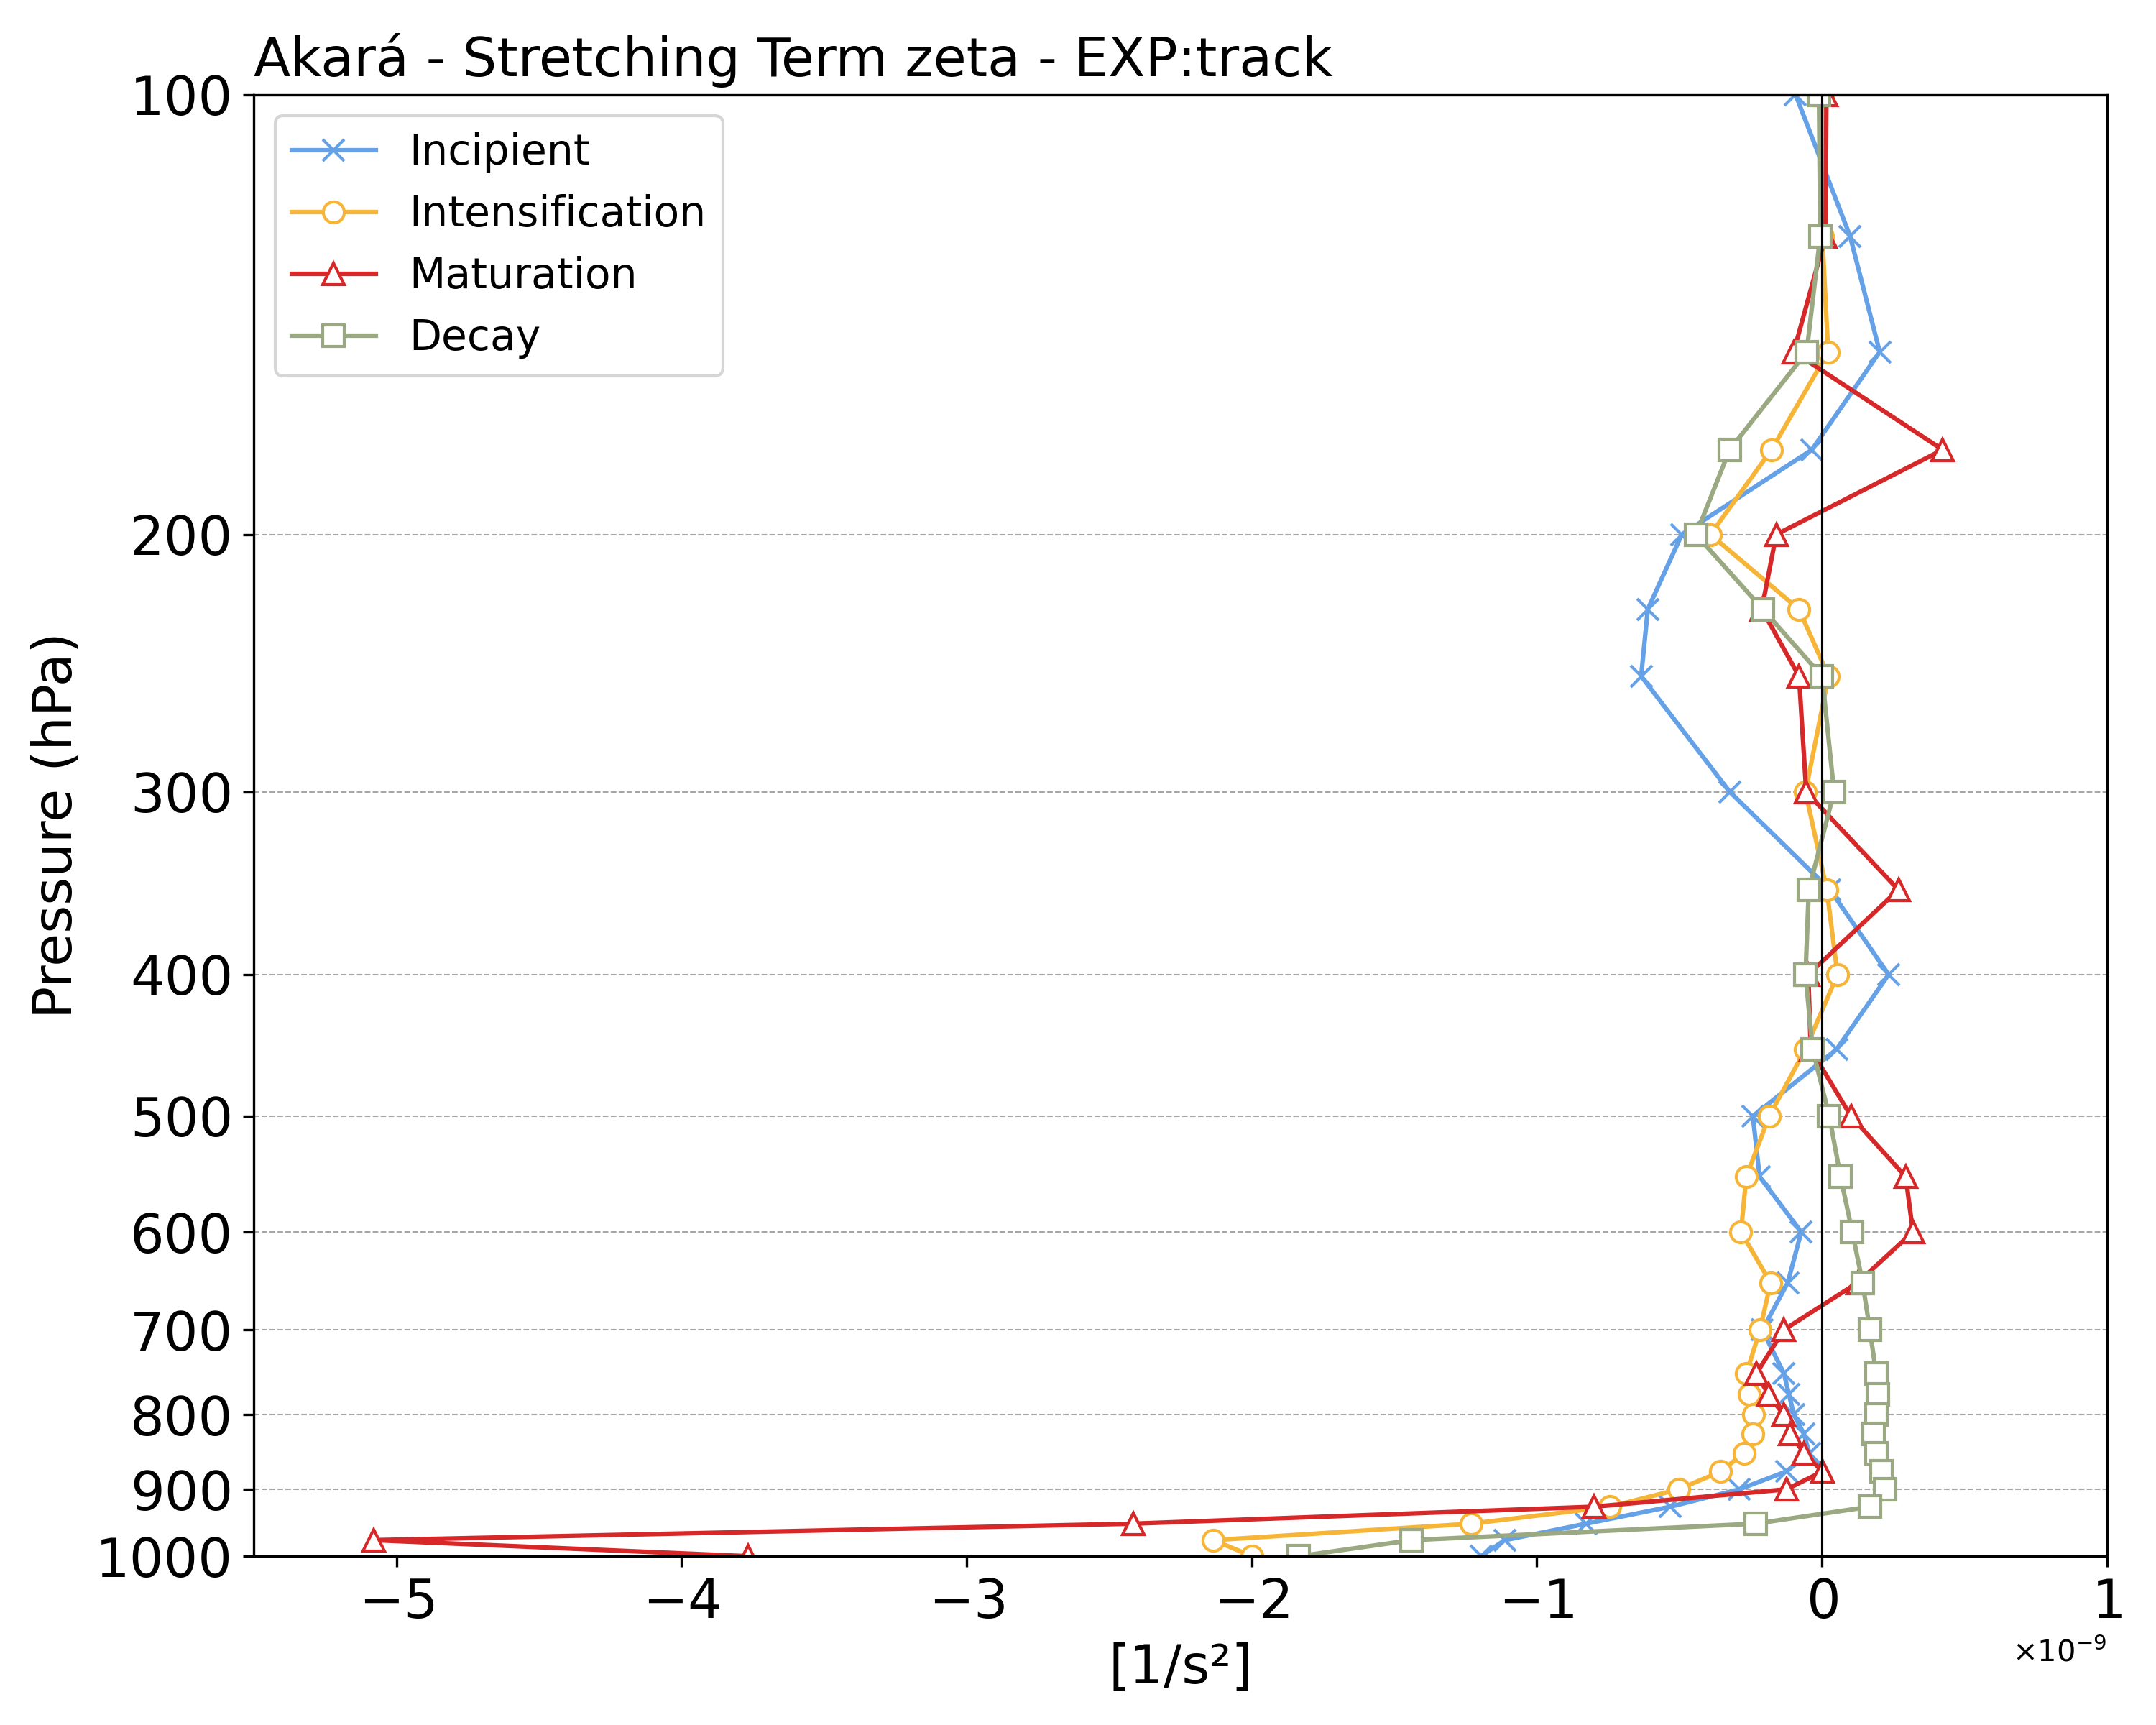 Akará - Stretching Term zeta - EXP:track
Incipient
Intensification
Maturation
Decay
Pressure (hPa)
100
200
300
400
500
600
700
800
900
1000
−5 −4 −3 −2 −1 0 1
[1/s²]
×10⁻⁹